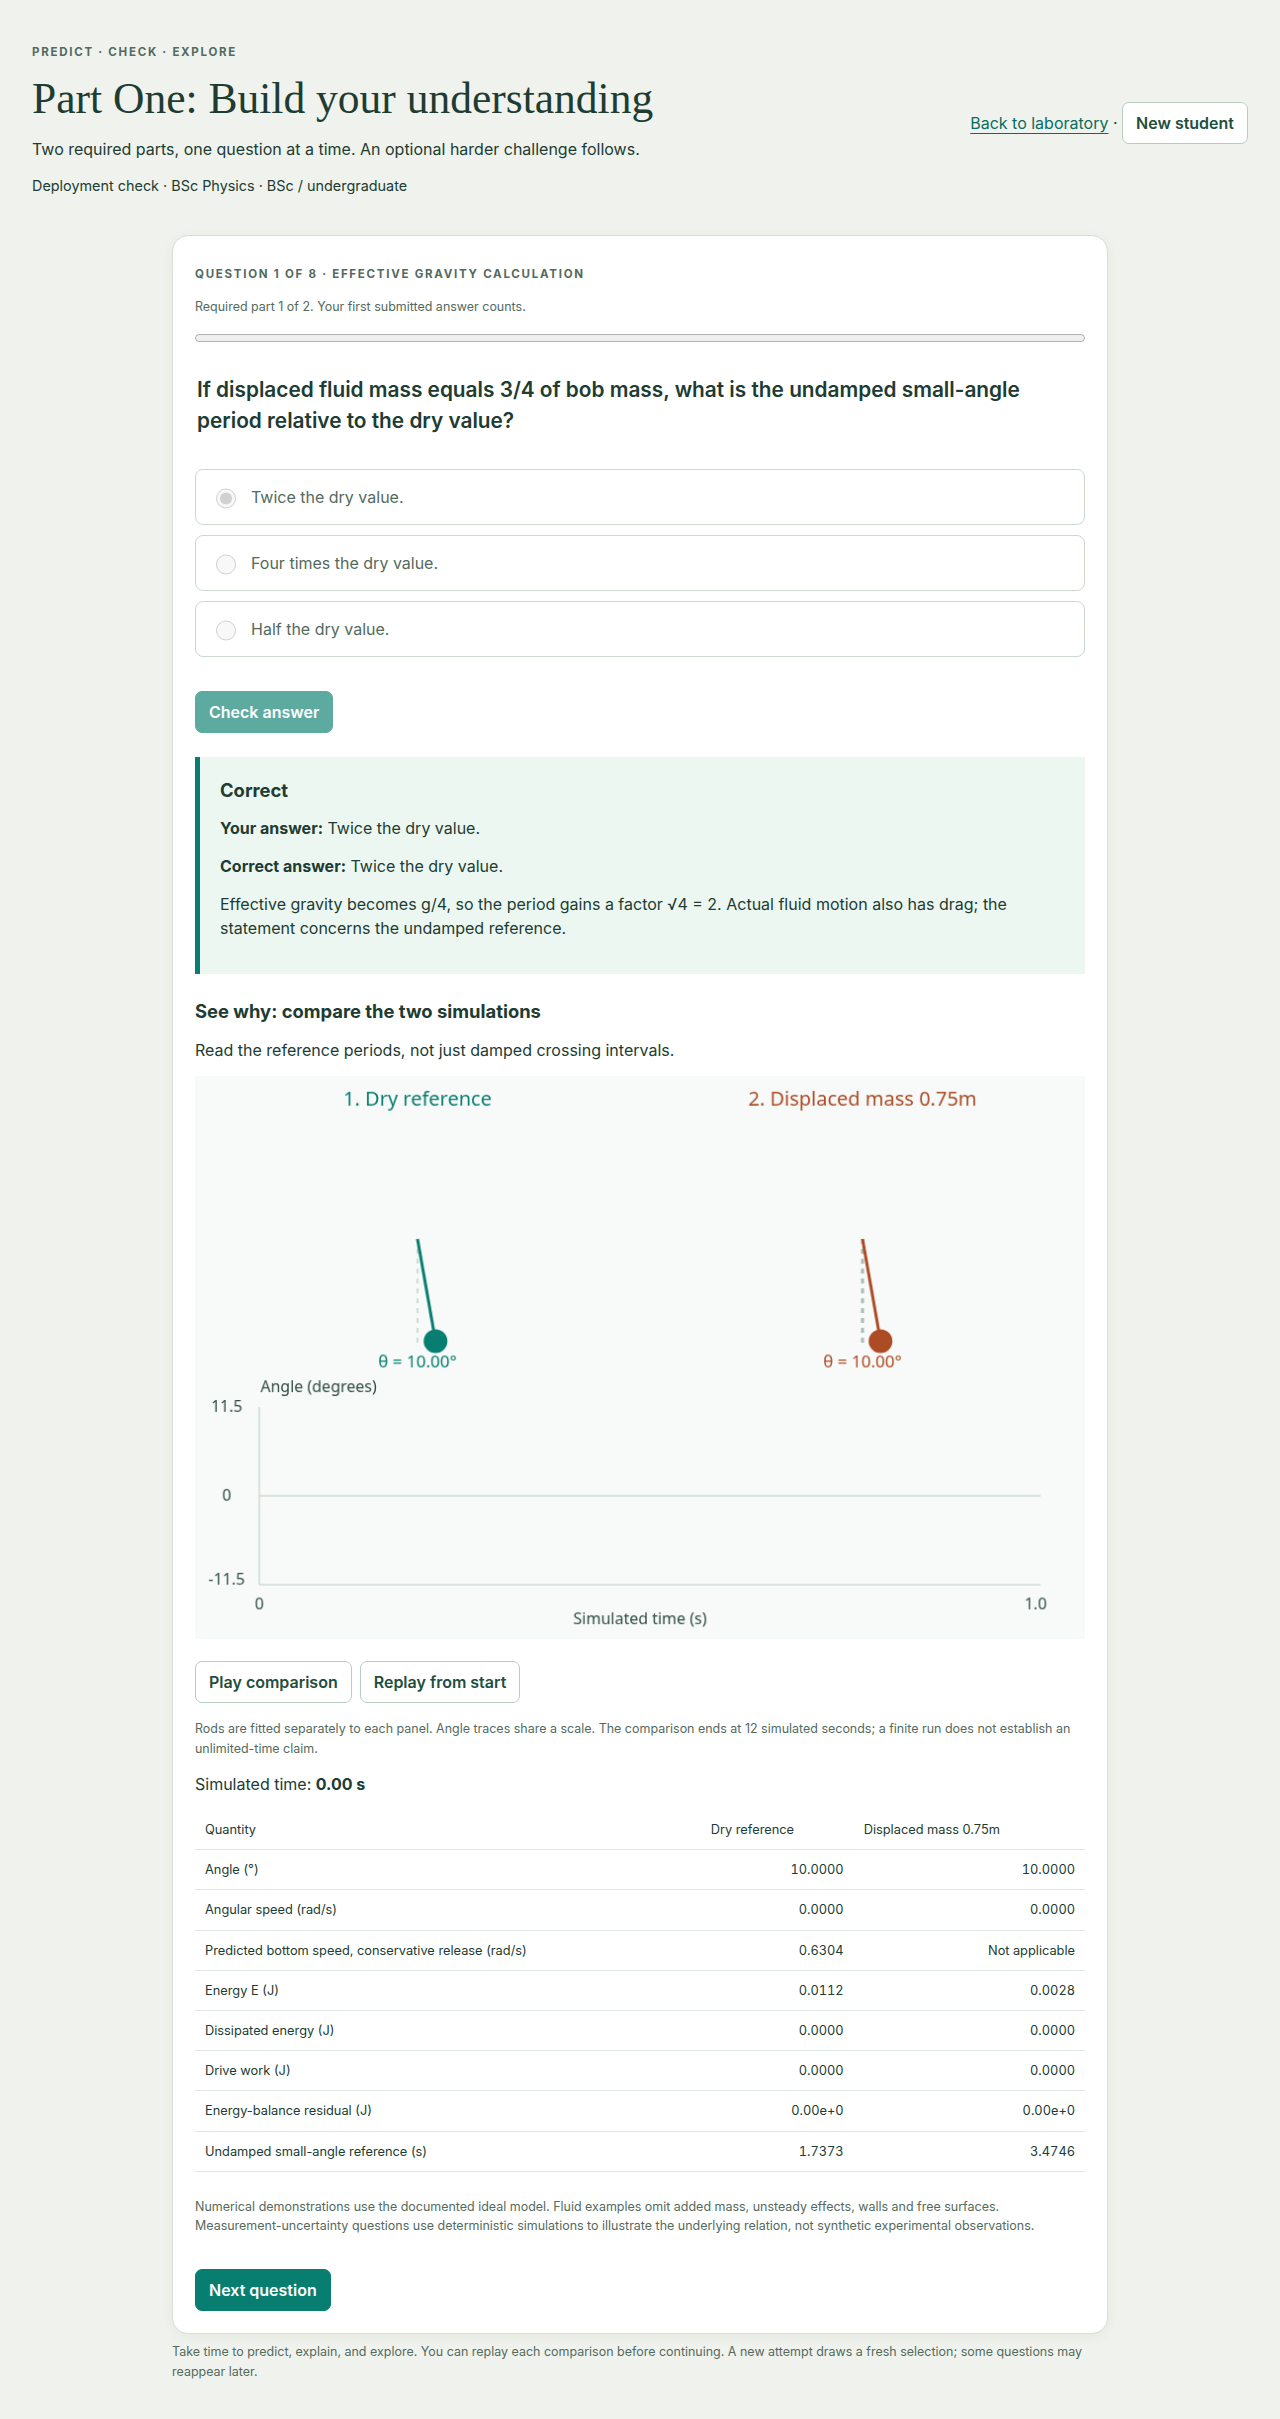 PREDICT · CHECK · EXPLORE
Part One: Build your understanding
Two required parts, one question at a time. An optional harder challenge follows.
Deployment check · BSc Physics · BSc / undergraduate
Back to laboratory · New student
QUESTION 1 OF 8 · EFFECTIVE GRAVITY CALCULATION
Required part 1 of 2. Your first submitted answer counts.
If displaced fluid mass equals 3/4 of bob mass, what is the undamped small-angle
period relative to the dry value?
Twice the dry value.
Four times the dry value.
Half the dry value.
Check answer
Correct
Your answer: Twice the dry value.
Correct answer: Twice the dry value.
Effective gravity becomes g/4, so the period gains a factor √4 = 2. Actual fluid motion also has drag; the
statement concerns the undamped reference.
See why: compare the two simulations
Read the reference periods, not just damped crossing intervals.
1. Dry reference
2. Displaced mass 0.75m
θ = 10.00°
θ = 10.00°
Angle (degrees)
11.5
0
-11.5
0
1.0
Simulated time (s)
Play comparison
Replay from start
Rods are fitted separately to each panel. Angle traces share a scale. The comparison ends at 12 simulated seconds; a finite run does not establish an
unlimited-time claim.
Simulated time: 0.00 s
Quantity Dry reference Displaced mass 0.75m
Angle (°) 10.0000 10.0000
Angular speed (rad/s) 0.0000 0.0000
Predicted bottom speed, conservative release (rad/s) 0.6304 Not applicable
Energy E (J) 0.0112 0.0028
Dissipated energy (J) 0.0000 0.0000
Drive work (J) 0.0000 0.0000
Energy-balance residual (J) 0.00e+0 0.00e+0
Undamped small-angle reference (s) 1.7373 3.4746
Numerical demonstrations use the documented ideal model. Fluid examples omit added mass, unsteady effects, walls and free surfaces.
Measurement-uncertainty questions use deterministic simulations to illustrate the underlying relation, not synthetic experimental observations.
Next question
Take time to predict, explain, and explore. You can replay each comparison before continuing. A new attempt draws a fresh selection; some questions may
reappear later.